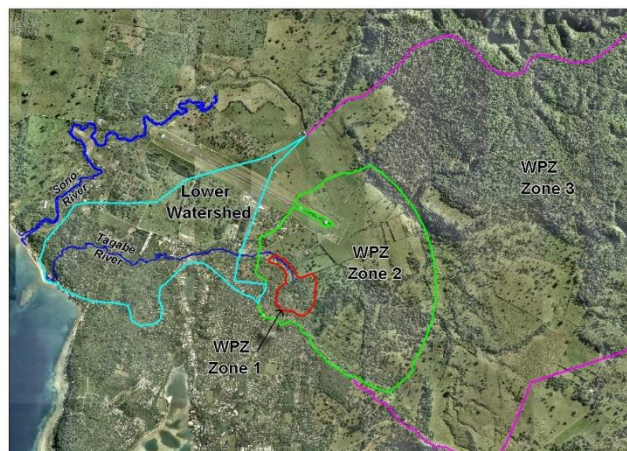 Sono
River
Lower
Watershed
Tagabe
River
WPZ
Zone 3
WPZ
Zone 2
WPZ
Zone 1